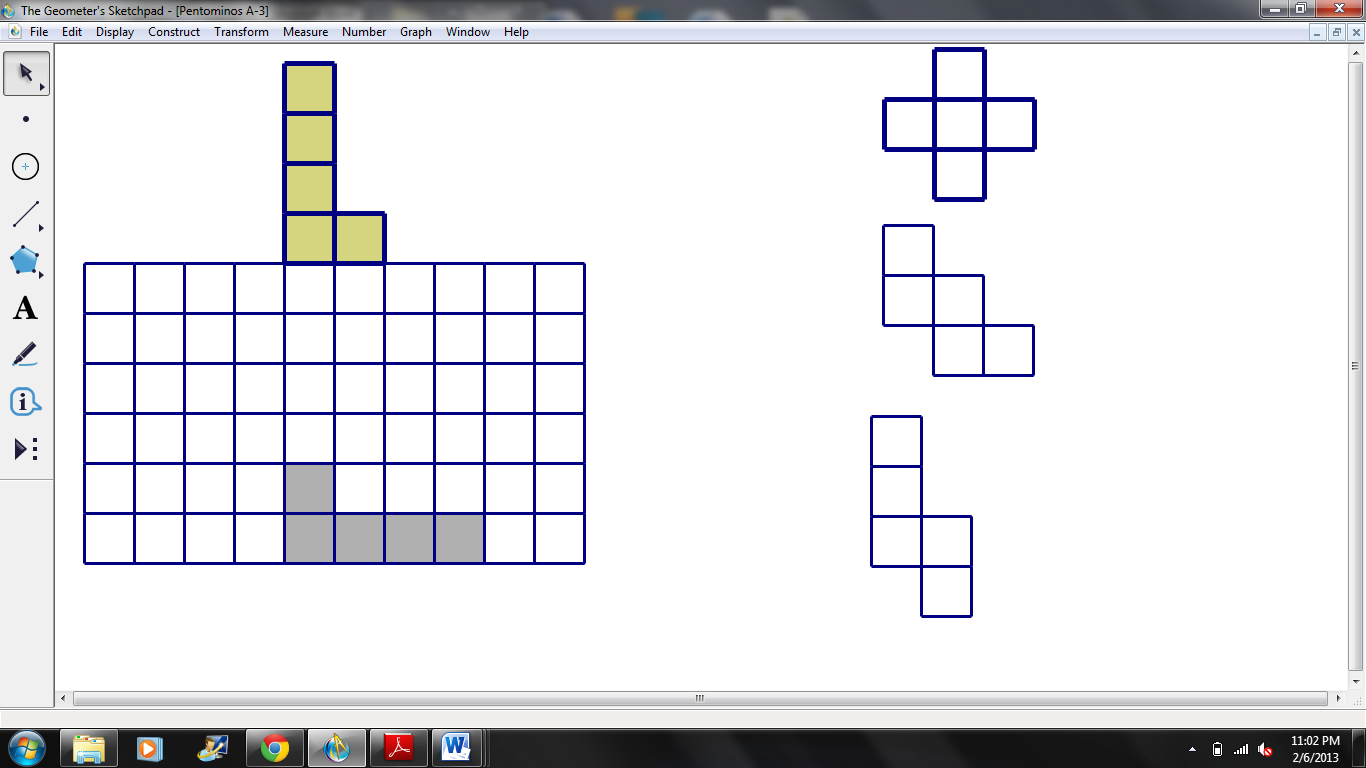 The Geometer's Sketchpad - [Pentominos A-3]
File Edit Display Construct Transform Measure Number Graph Window Help
A
11:02 PM
2/6/2013